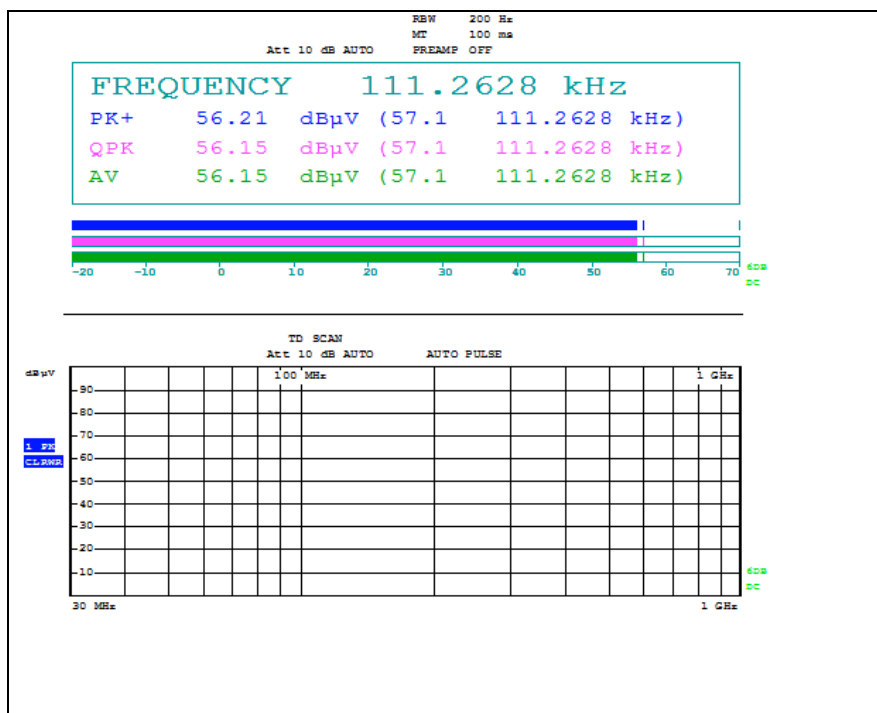 RBW 200 Hz
MT 100 ms
Att 10 dB AUTO PREAMP OFF
FREQUENCY 111.2628 kHz
PK+ 56.21 dBµV (57.1 111.2628 kHz)
QPK 56.15 dBµV (57.1 111.2628 kHz)
AV 56.15 dBµV (57.1 111.2628 kHz)
-20 -10 0 10 20 30 40 50 60 70
6DB
DC
TD SCAN
Att 10 dB AUTO AUTO PULSE
dBµV
100 MHz 1 GHz
90
80
70
1 PK
60
CLRWR
50
40
30
20
10
6DB
DC
30 MHz 1 GHz